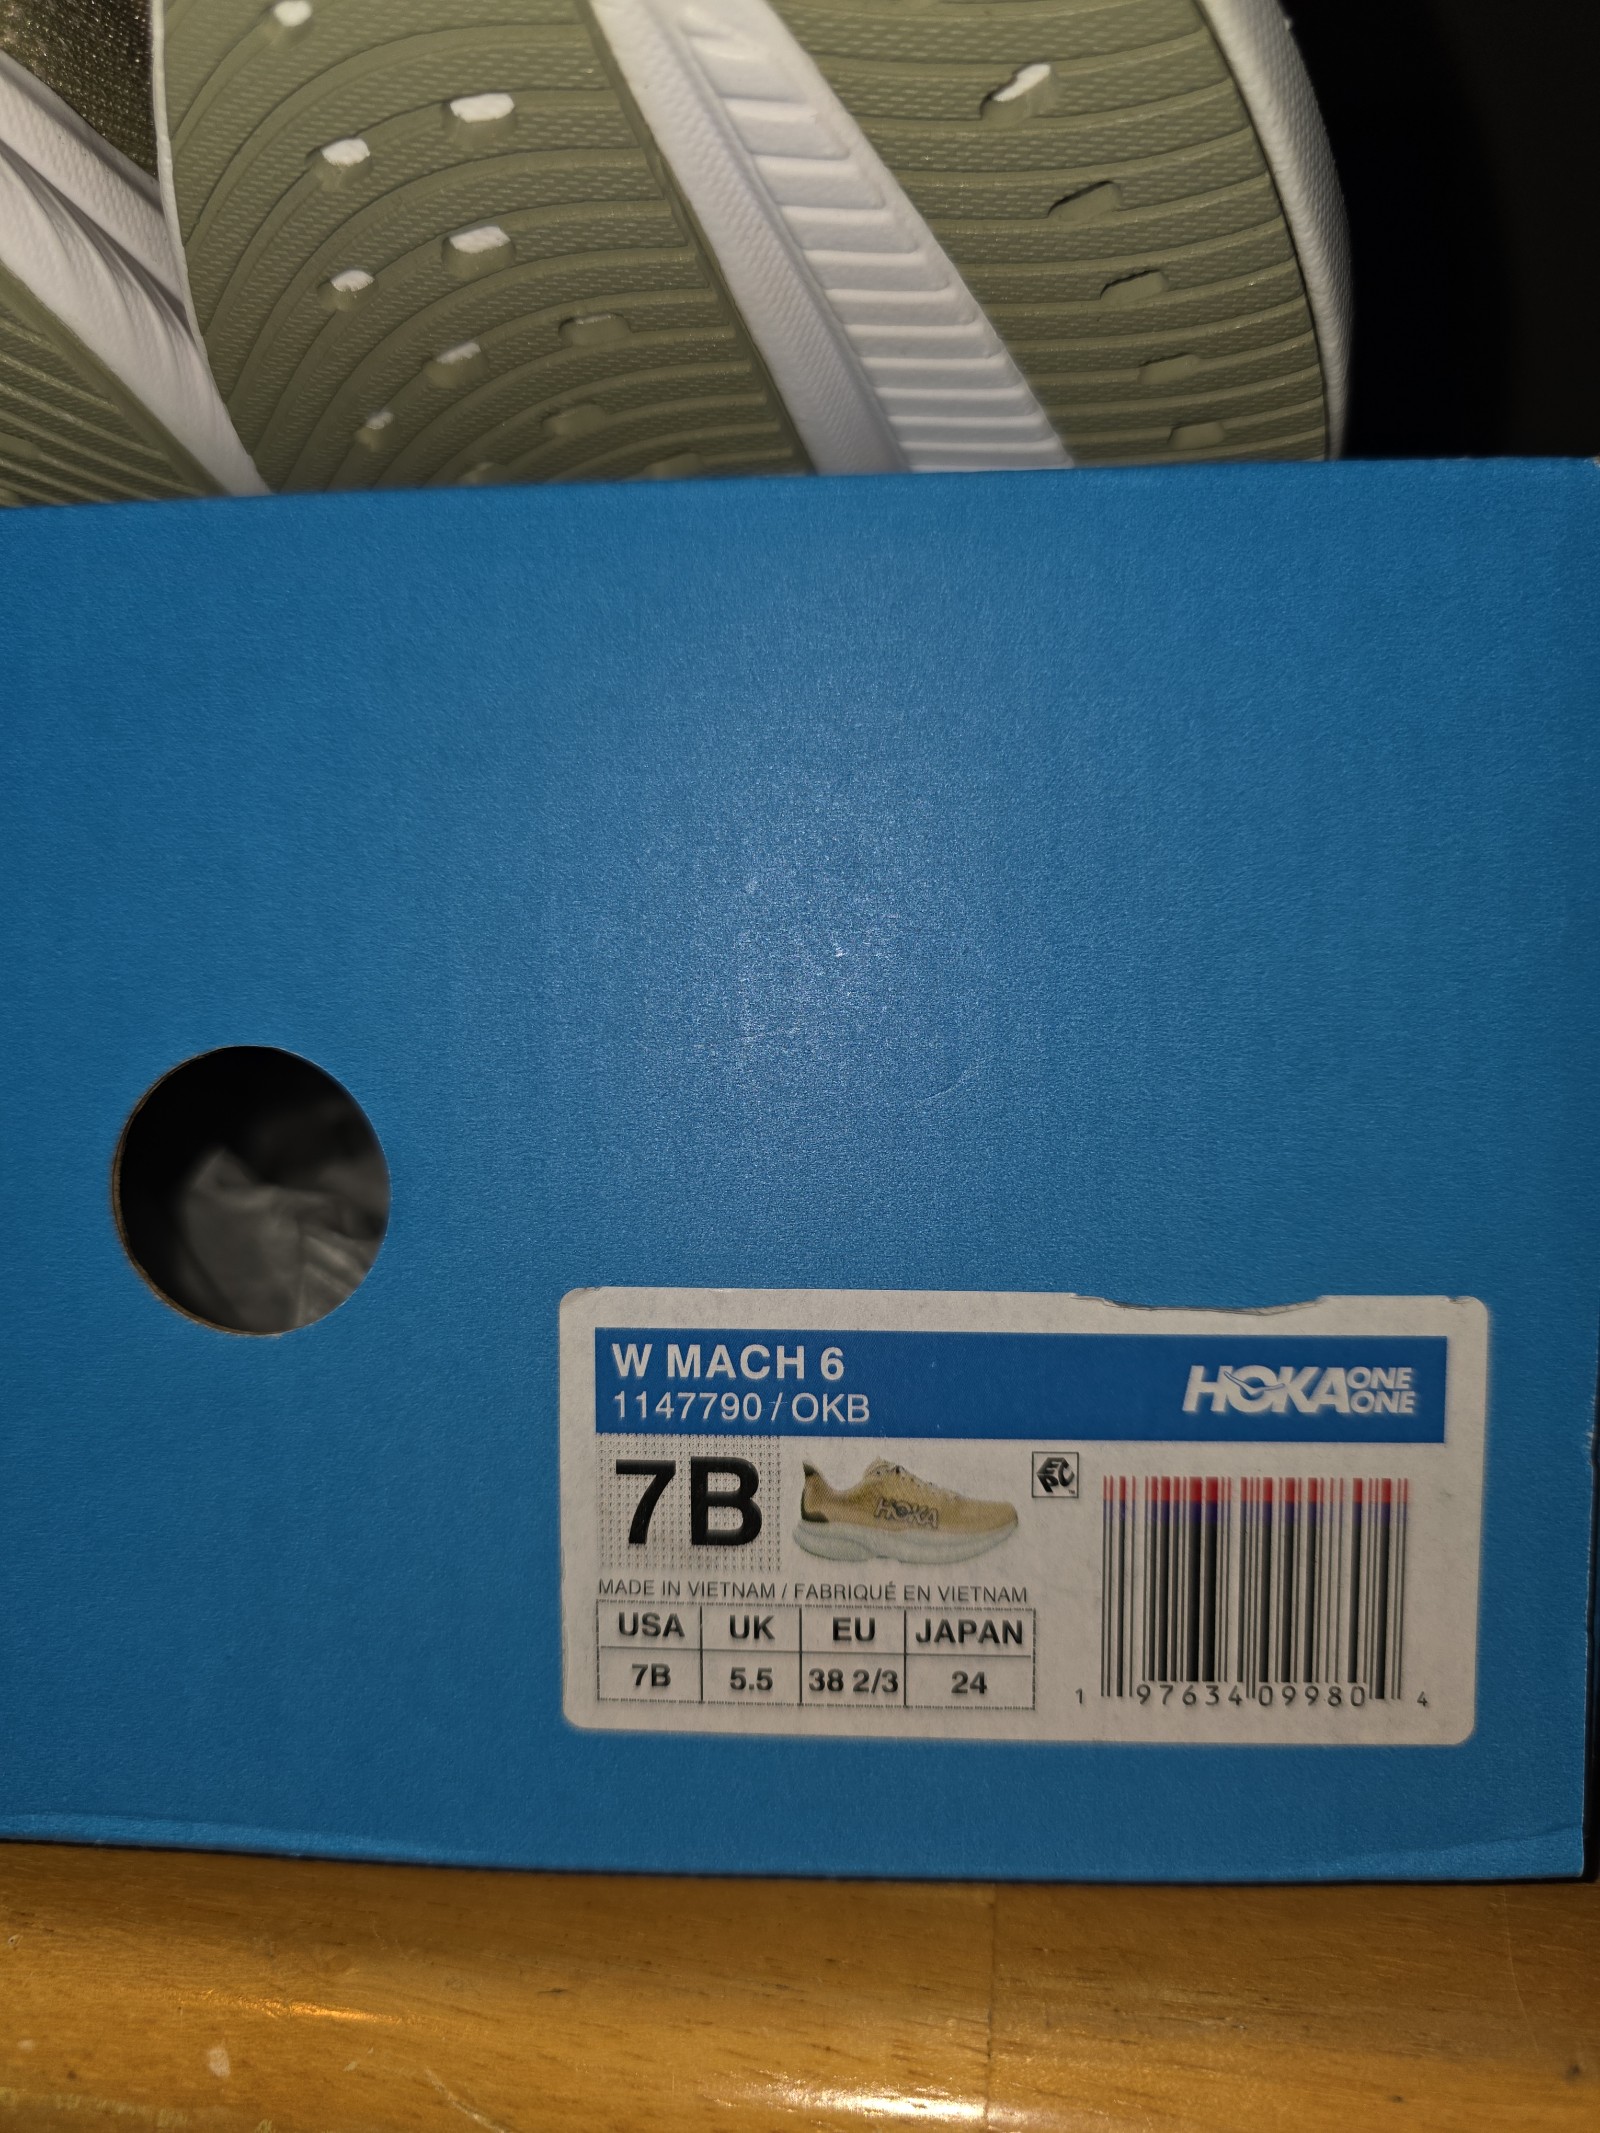 W MACH 6
1147790 / OKB
HOKA ONE ONE
7B
HOKA
EPC
MADE IN VIETNAM / FABRIQUÉ EN VIETNAM
USA UK EU JAPAN
7B 5.5 38 2/3 24
1 97634 09980 4